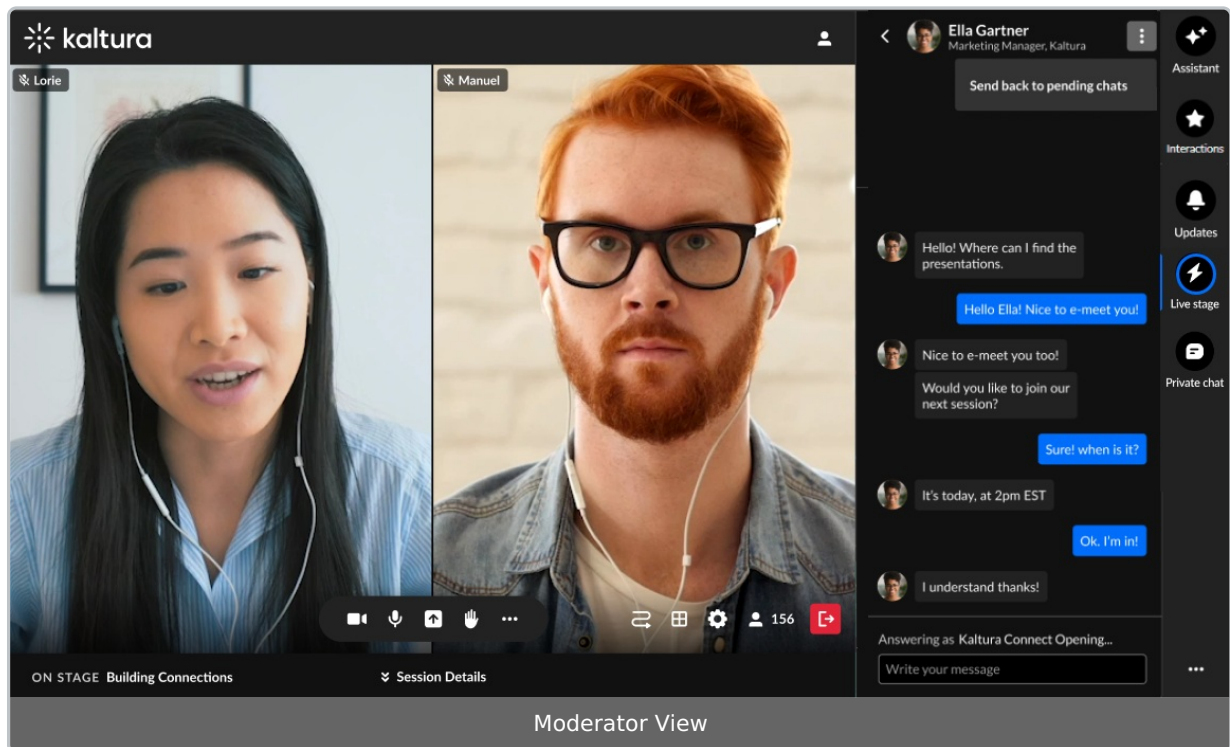 kaltura
Lorie
Manuel
156
ON STAGE Building Connections
Session Details
Ella Gartner
Marketing Manager, Kaltura
Send back to pending chats
Hello! Where can I find the
presentations.
Hello Ella! Nice to e-meet you!
Nice to e-meet you too!
Would you like to join our
next session?
Sure! when is it?
It's today, at 2pm EST
Ok. I'm in!
I understand thanks!
Answering as Kaltura Connect Opening...
Write your message
Assistant
Interactions
Updates
Live stage
Private chat
Moderator View